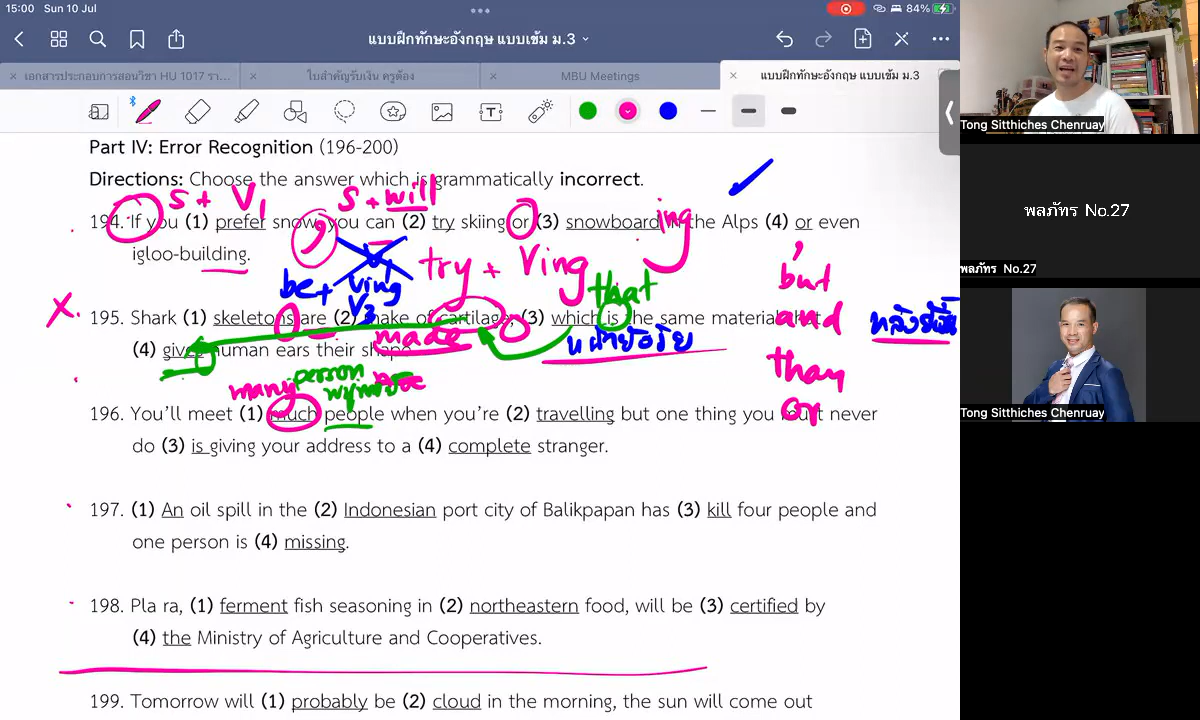 15:00 Sun 10 Jul
84%
แบบฝึกทักษะอังกฤษ แบบเข้ม ม.3
เอกสารประกอบการสอนวิชา HU 1017 รา...
ใบสำคัญรับเงิน ครูต้อง
MBU Meetings
แบบฝึกทักษะอังกฤษ แบบเข้ม ม.3
Part IV: Error Recognition (196-200)
Directions: Choose the answer which is grammatically incorrect.
S + V1
S + will
194. If you (1) prefer snow, you can (2) try skiing or (3) snowboard in the Alps (4) or even
ing
igloo-building.
try + Ving
, but
and
than
or
be+ Ving
V3
that
X.
195. Shark (1) skeletons are (2) make of cartilage, (3) which is the same material that
made
(4) gives human ears their shape.
many
person
196. You'll meet (1) much people when you're (2) travelling but one thing you must never
do (3) is giving your address to a (4) complete stranger.
197. (1) An oil spill in the (2) Indonesian port city of Balikpapan has (3) kill four people and
one person is (4) missing.
198. Pla ra, (1) ferment fish seasoning in (2) northeastern food, will be (3) certified by
(4) the Ministry of Agriculture and Cooperatives.
199. Tomorrow will (1) probably be (2) cloud in the morning, the sun will come out
Tong Sitthiches Chenruay
พลภัทร No.27
พลภัทร No.27
Tong Sitthiches Chenruay